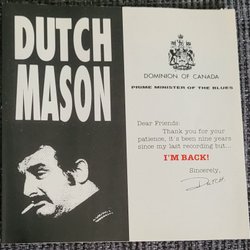 DUTCH
MASON
DOMINION OF CANADA
PRIME MINISTER OF THE BLUES
Dear Friends:
Thank you for your
patience, it's been nine years
since my last recording but...
I'M BACK!
Sincerely,
DUTCH